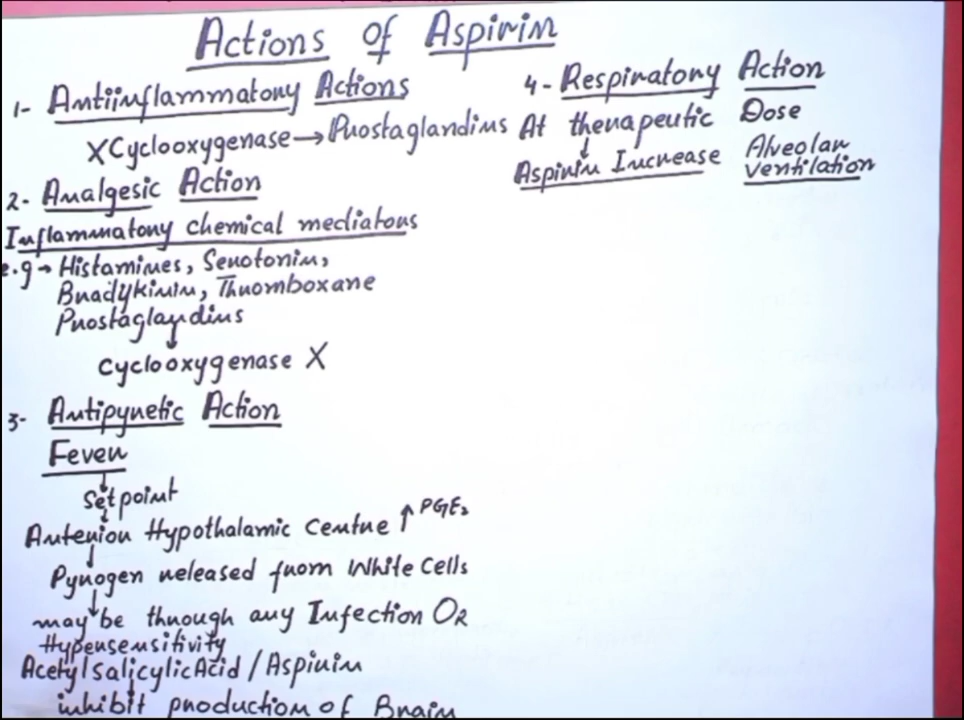 Actions of Aspirin
1- Antiinflammatory Actions
XCyclooxygenase→Prostaglandins
2- Analgesic Action
Inflammatory chemical mediators
e.g → Histamines, Serotonin,
Bradykinin, Thromboxane
Prostaglandins
↓
cyclooxygenase X
3- Antipyretic Action
Fever
↓
Set point
↓
Anterior Hypothalamic Centre ↑ PGE₂
↓
Pyrogen released from White Cells
↓
may be through any Infection OR
Hypersensitivity
Acetyl Salicylic Acid / Aspirin
inhibit production of Brain
4- Respiratory Action
At therapeutic Dose
↓
Aspirin Increase Alveolar
ventilation